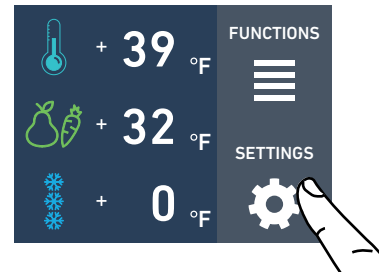 + 39 °F
FUNCTIONS
+ 32 °F
SETTINGS
+ 0 °F